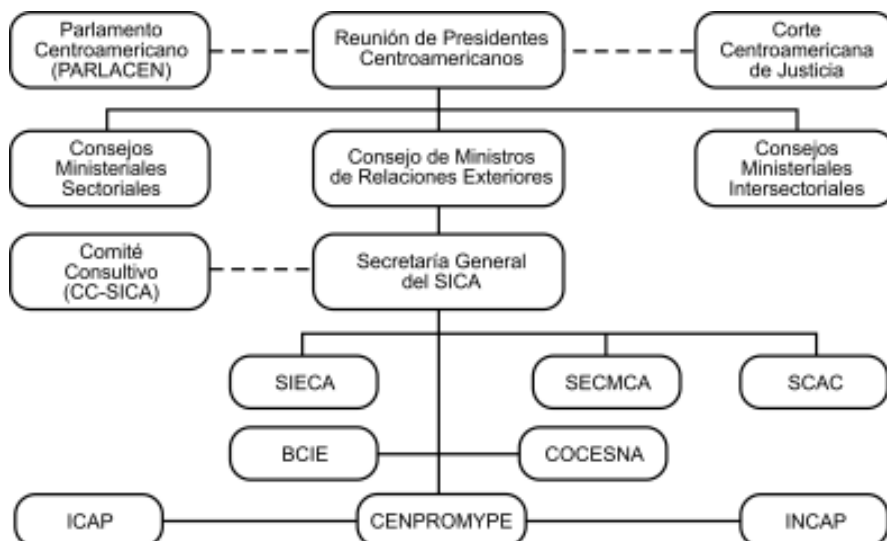 Parlamento
Centroamericano
(PARLACEN)
Reunión de Presidentes
Centroamericanos
Corte
Centroamericana
de Justicia
Consejos
Ministeriales
Sectoriales
Consejo de Ministros
de Relaciones Exteriores
Consejos
Ministeriales
Intersectoriales
Comité
Consultivo
(CC-SICA)
Secretaría General
del SICA
SIECA
SECMCA
SCAC
BCIE
COCESNA
ICAP
CENPROMYPE
INCAP